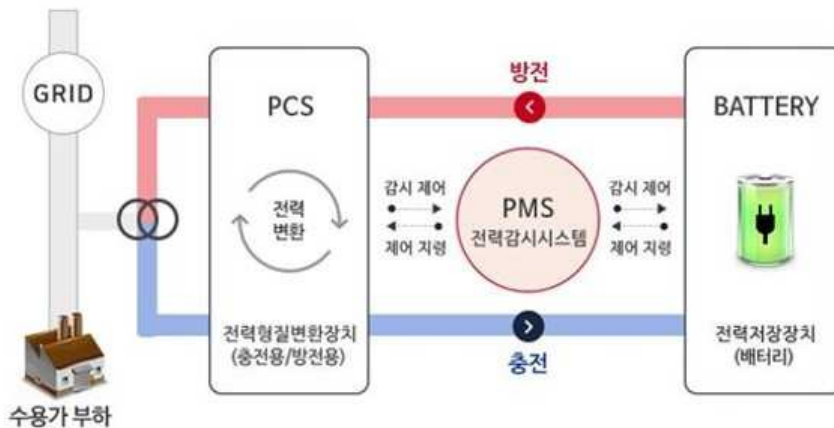 GRID
수용가 부하
PCS
전력
변환
전력형질변환장치
(충전용/방전용)
방전
감시 제어
제어 지령
PMS
전력감시시스템
감시 제어
제어 지령
충전
BATTERY
전력저장장치
(배터리)